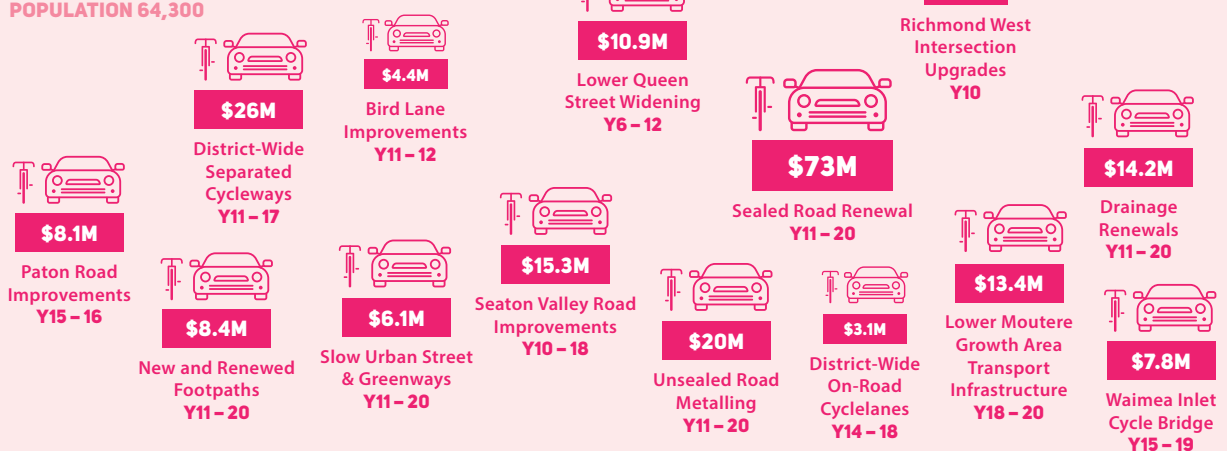 POPULATION 64,300
$26M
District-Wide
Separated
Cycleways
Y11 – 17
$4.4M
Bird Lane
Improvements
Y11 – 12
$10.9M
Lower Queen
Street Widening
Y6 – 12
Richmond West
Intersection
Upgrades
Y10
$73M
Sealed Road Renewal
Y11 – 20
$14.2M
Drainage
Renewals
Y11 – 20
$8.1M
Paton Road
Improvements
Y15 – 16
$8.4M
New and Renewed
Footpaths
Y11 – 20
$6.1M
Slow Urban Street
& Greenways
Y11 – 20
$15.3M
Seaton Valley Road
Improvements
Y10 – 18
$20M
Unsealed Road
Metalling
Y11 – 20
$3.1M
District-Wide
On-Road
Cyclelanes
Y14 – 18
$13.4M
Lower Moutere
Growth Area
Transport
Infrastructure
Y18 – 20
$7.8M
Waimea Inlet
Cycle Bridge
Y15 – 19